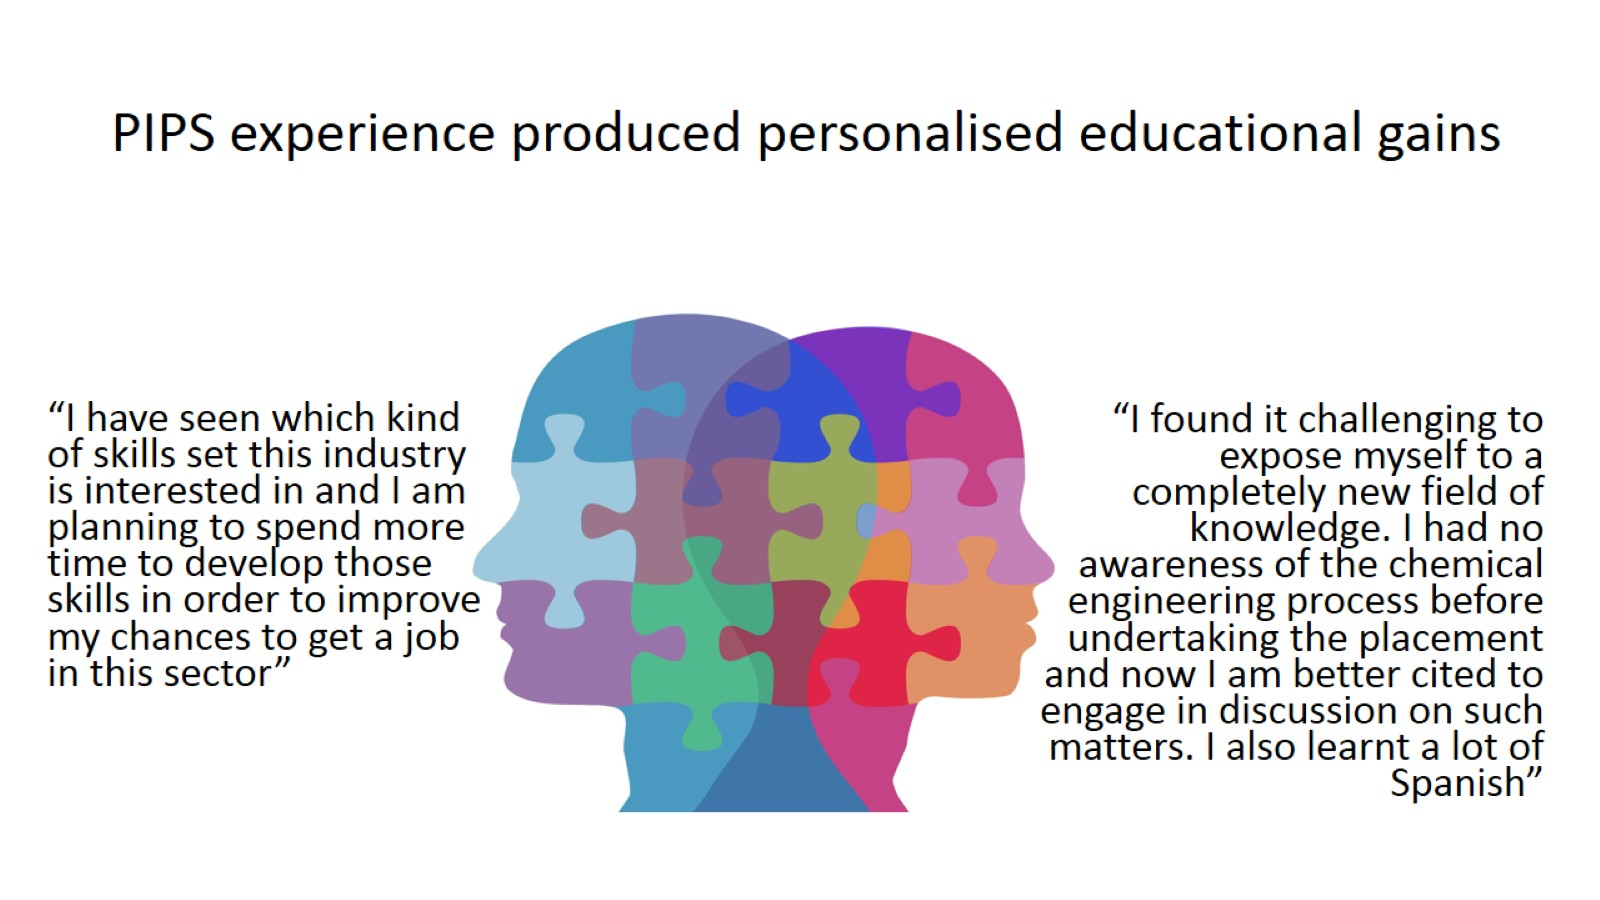 PIPS experience produced personalised educational gains
“I have seen which kind
of skills set this industry
is interested in and I am
planning to spend more
time to develop those
skills in order to improve
my chances to get a job
in this sector”
“I found it challenging to
expose myself to a
completely new field of
knowledge. I had no
awareness of the chemical
engineering process before
undertaking the placement
and now I am better cited to
engage in discussion on such
matters. I also learnt a lot of
Spanish”